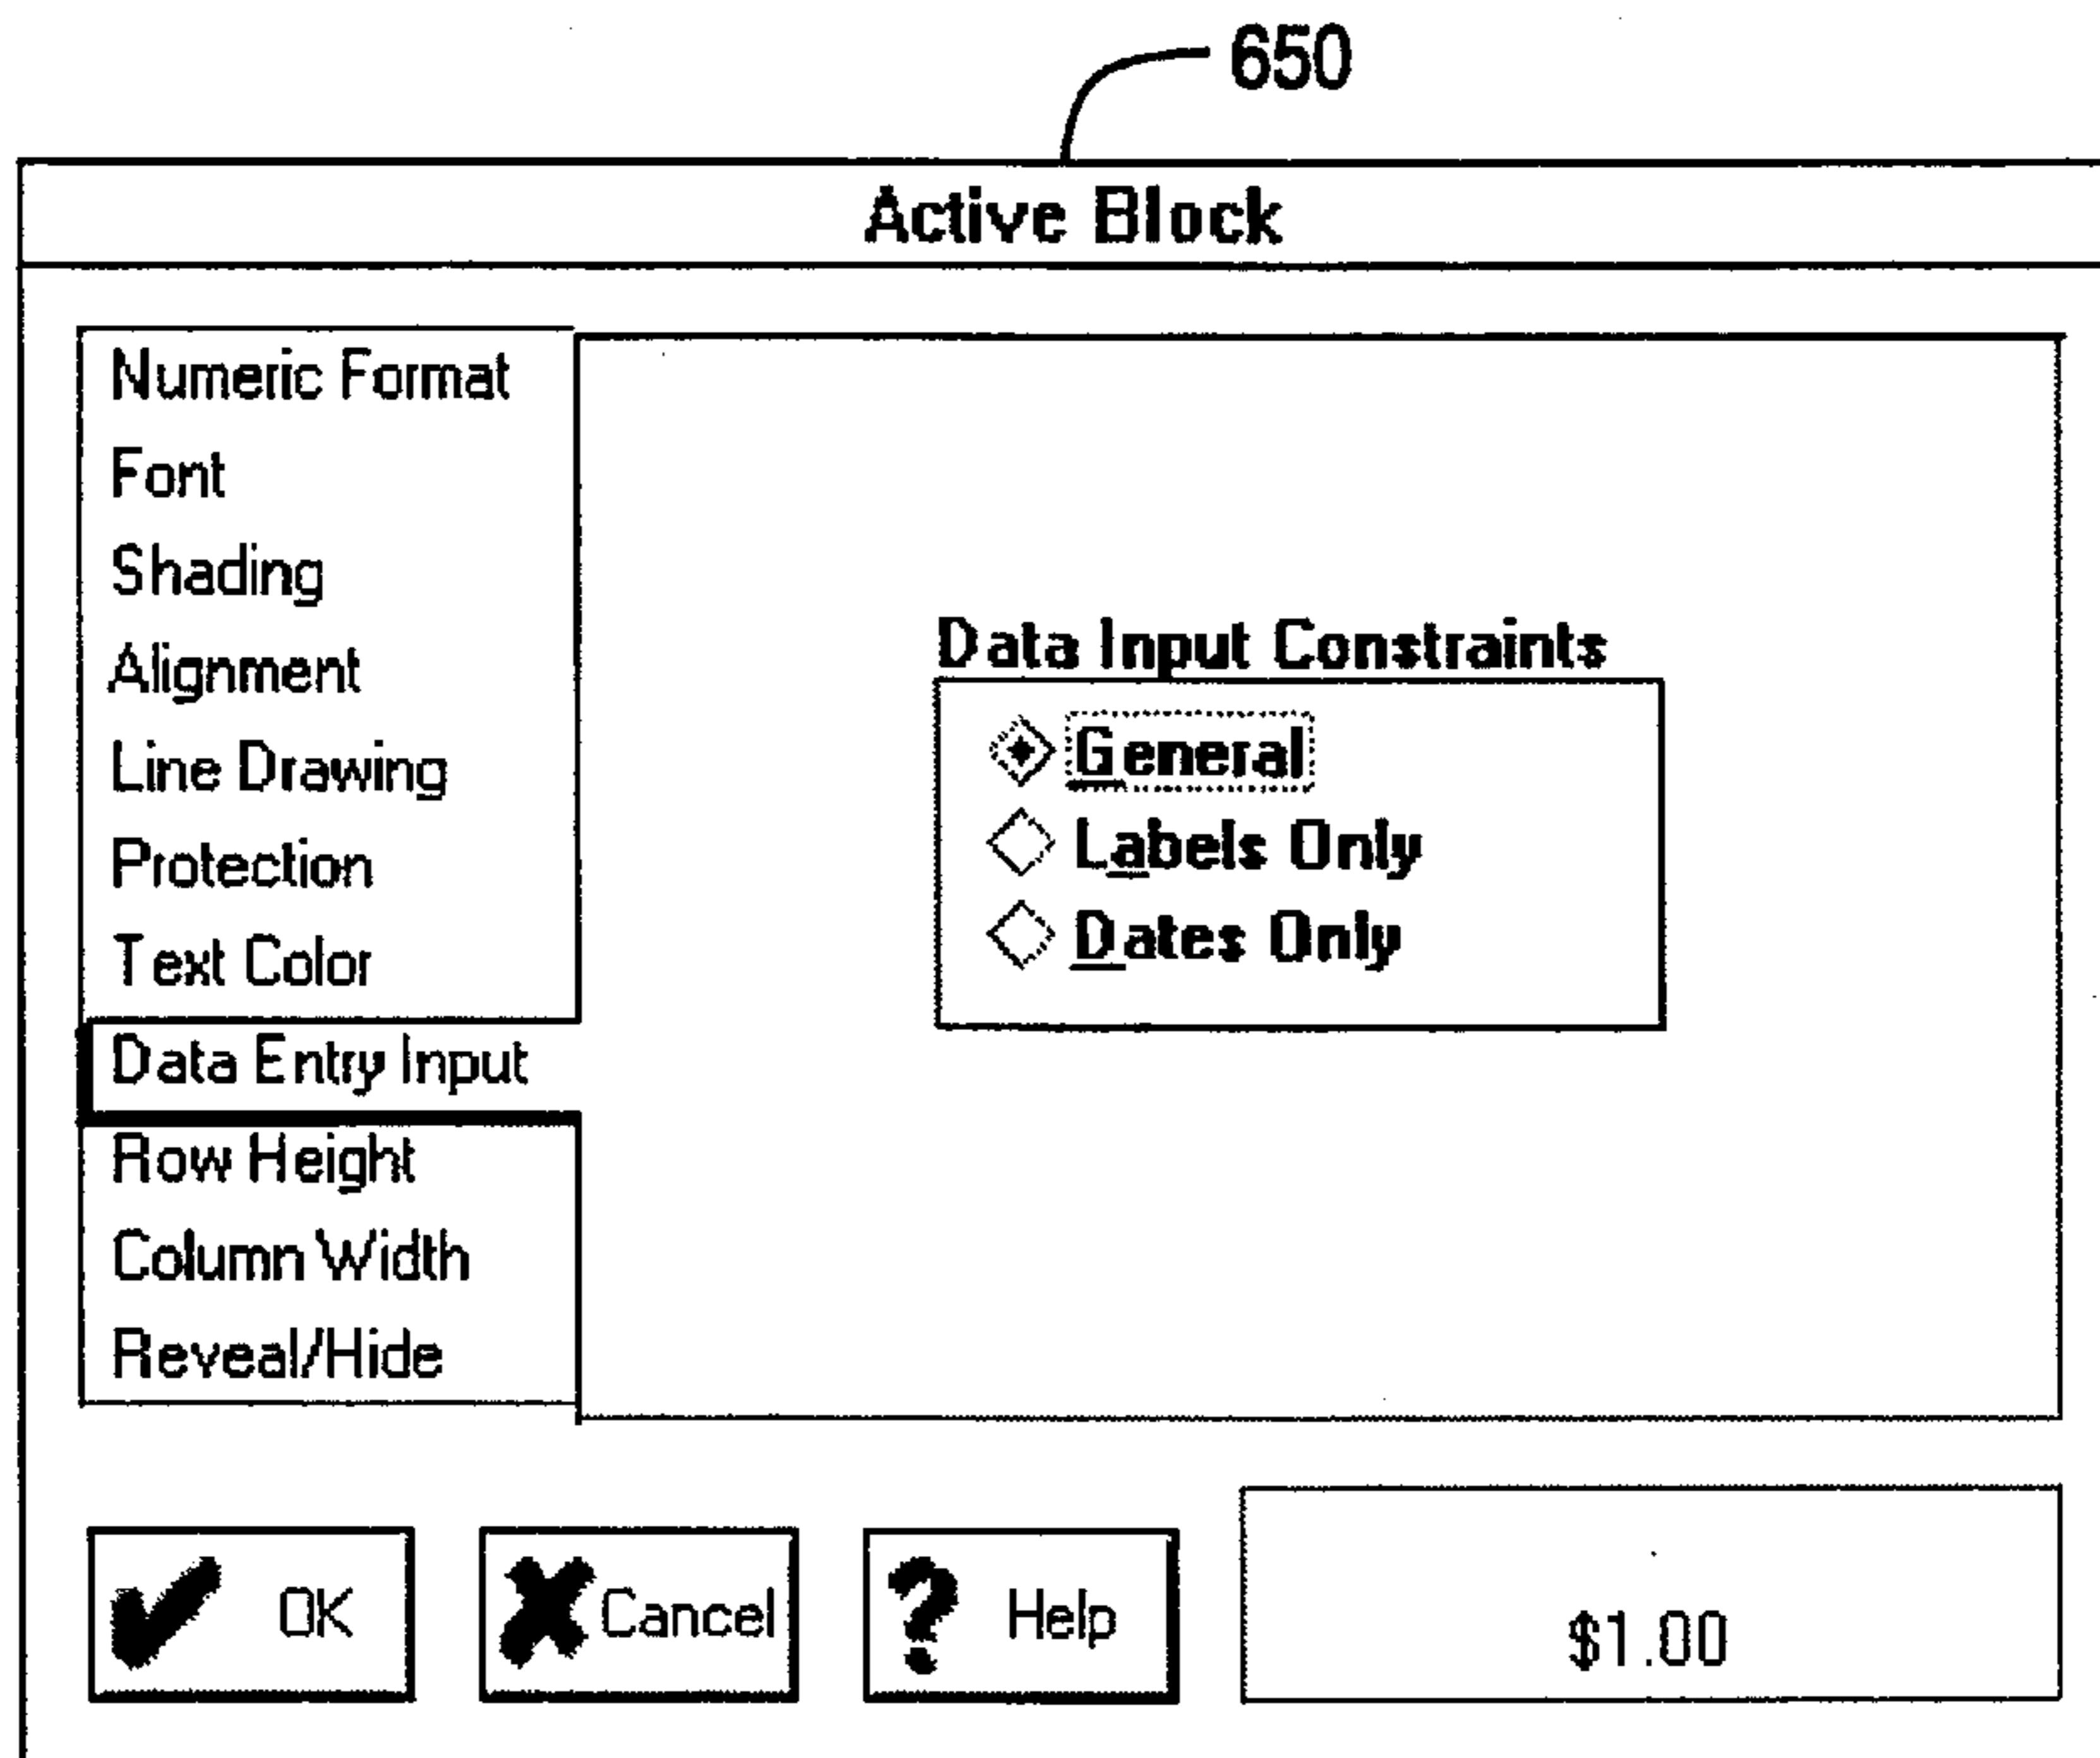 650
Active Block
Numeric Format
Font
Shading
Alignment
Line Drawing
Protection
Text Color
Data Entry Input
Row Height
Column Width
Reveal/Hide
Data Input Constraints
General
Labels Only
Dates Only
OK
Cancel
Help
$1.00